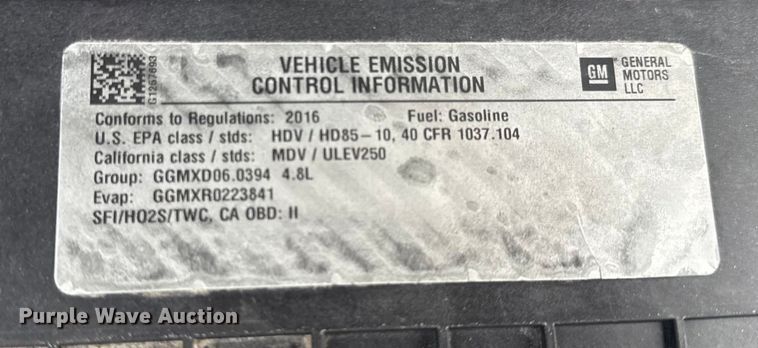 VEHICLE EMISSION
CONTROL INFORMATION
GM GENERAL
MOTORS
LLC
G1257693
Conforms to Regulations: 2016 Fuel: Gasoline
U.S. EPA class / stds: HDV / HD85-10, 40 CFR 1037.104
California class / stds: MDV / ULEV250
Group: GGMXD06.0394 4.8L
Evap: GGMXR0223841
SFI/HO2S/TWC, CA OBD: II
Purple Wave Auction